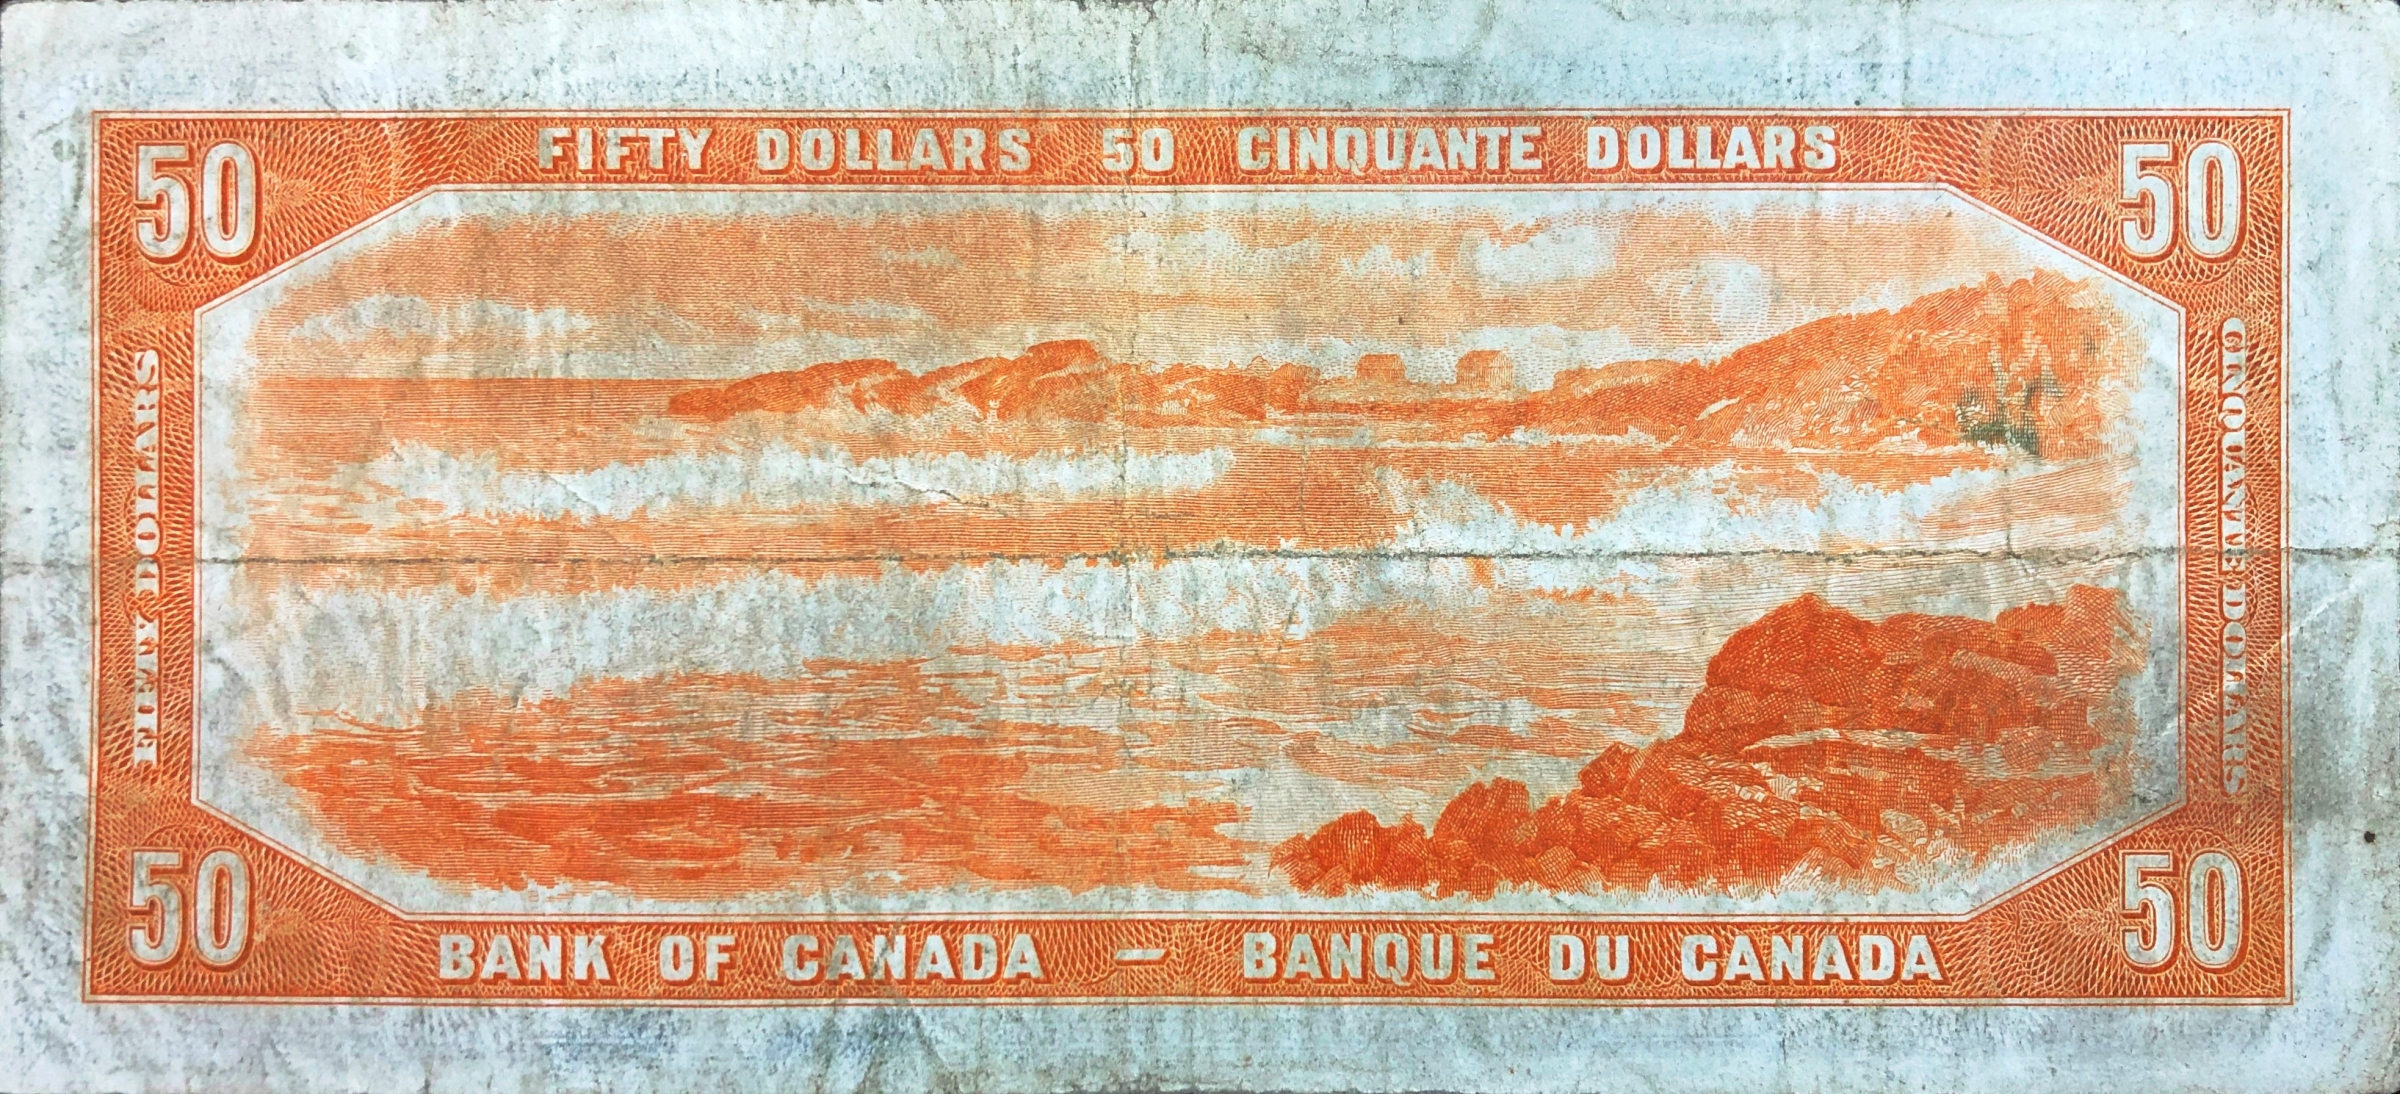 FIFTY DOLLARS 50 CINQUANTE DOLLARS
50
50
FIFTY DOLLARS
CINQUANTE DOLLARS
50
50
BANK OF CANADA – BANQUE DU CANADA